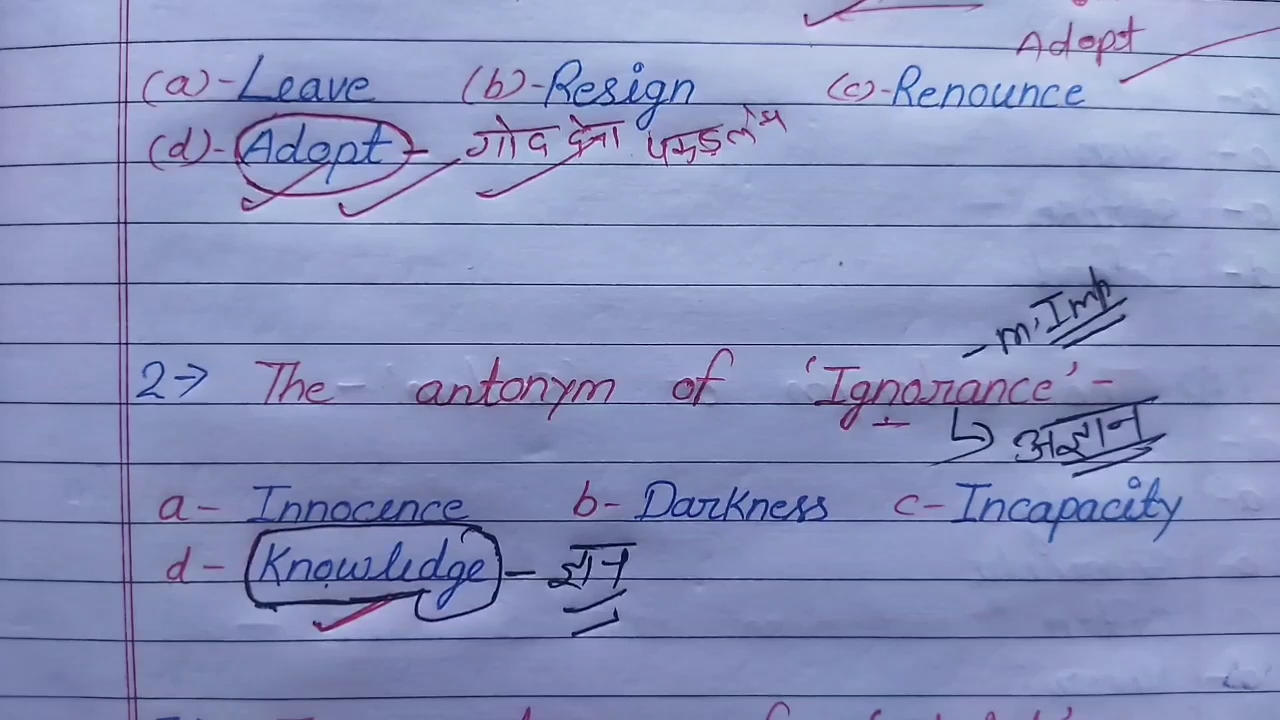 Adopt
(a)-Leave (b)-Resign (c)-Renounce
(d)-Adopt - गोद देना
- m. Imp
2→ The antonym of 'Ignorance' -
↳ अज्ञान
a- Innocence b- Darkness c- Incapacity
d- Knowledge - ज्ञान